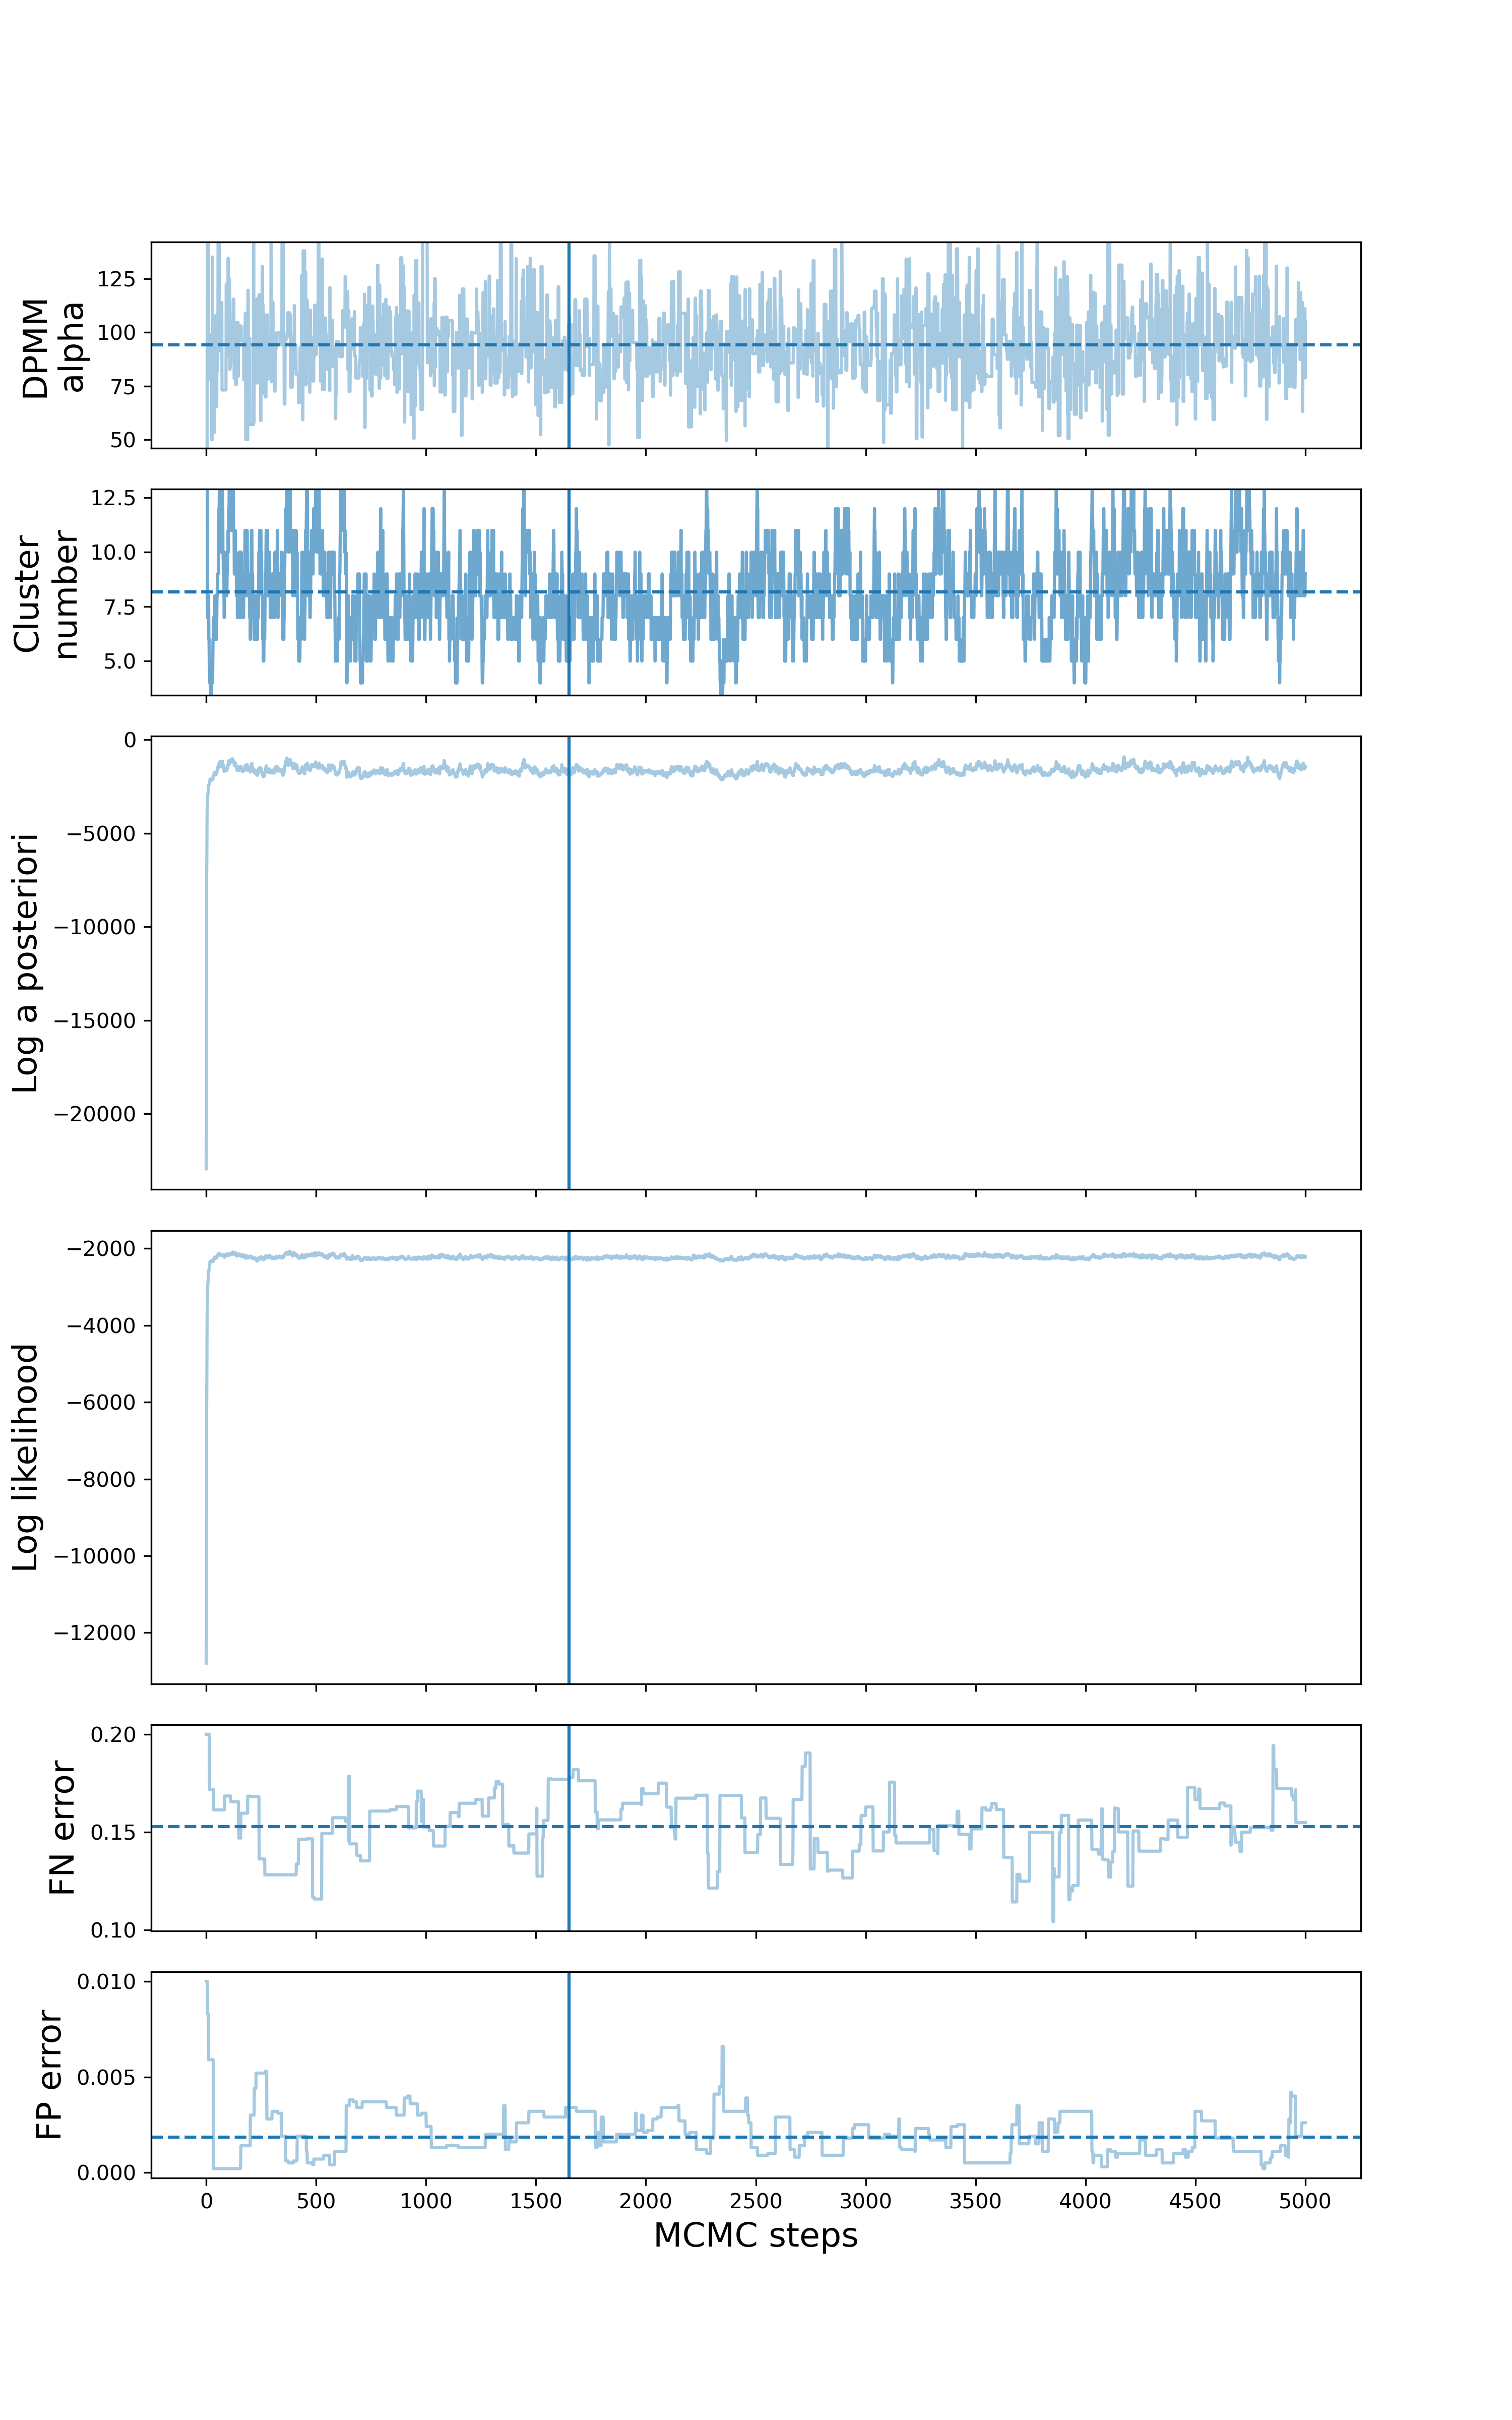 DPMM
alpha
125
100
75
50
Cluster
number
12.5
10.0
7.5
5.0
Log a posteriori
0
−5000
−10000
−15000
−20000
Log likelihood
−2000
−4000
−6000
−8000
−10000
−12000
FN error
0.20
0.15
0.10
FP error
0.010
0.005
0.000
0 500 1000 1500 2000 2500 3000 3500 4000 4500 5000
MCMC steps